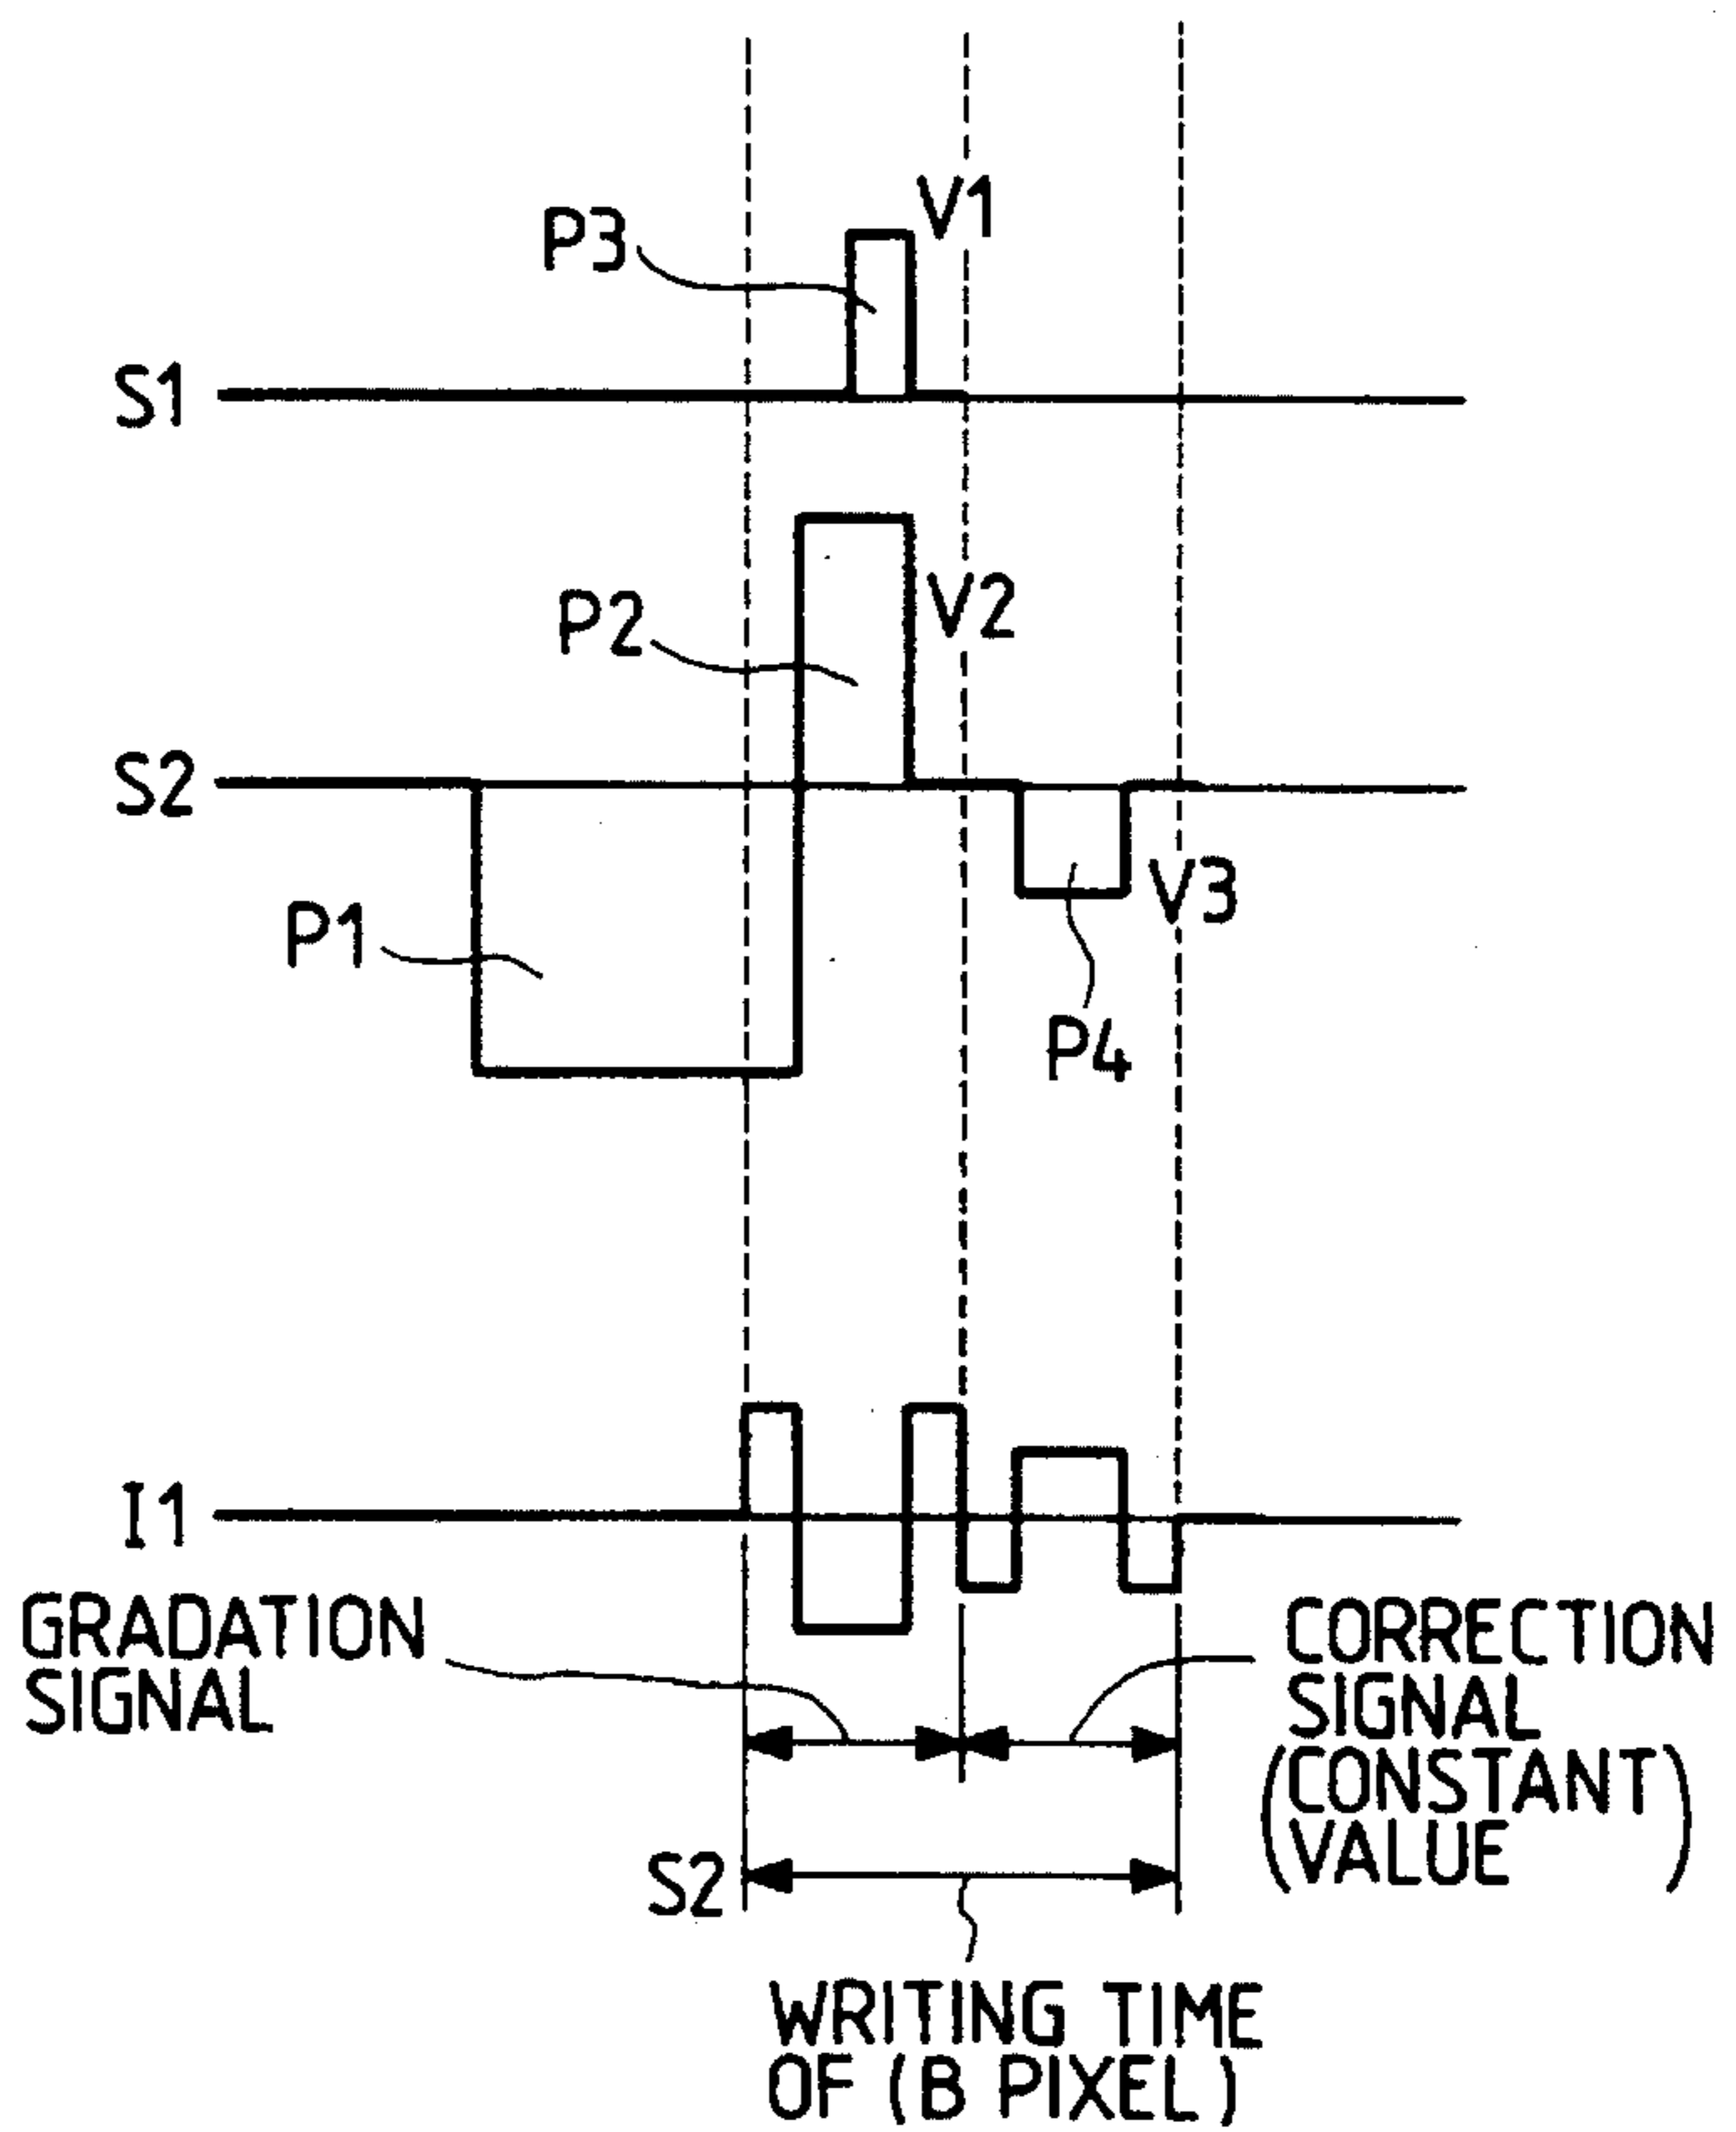 V1
P3
S1
P2
V2
S2
P1
V3
P4
I1
GRADATION
SIGNAL
CORRECTION
SIGNAL
(CONSTANT)
(VALUE)
S2
WRITING TIME
OF (B PIXEL)